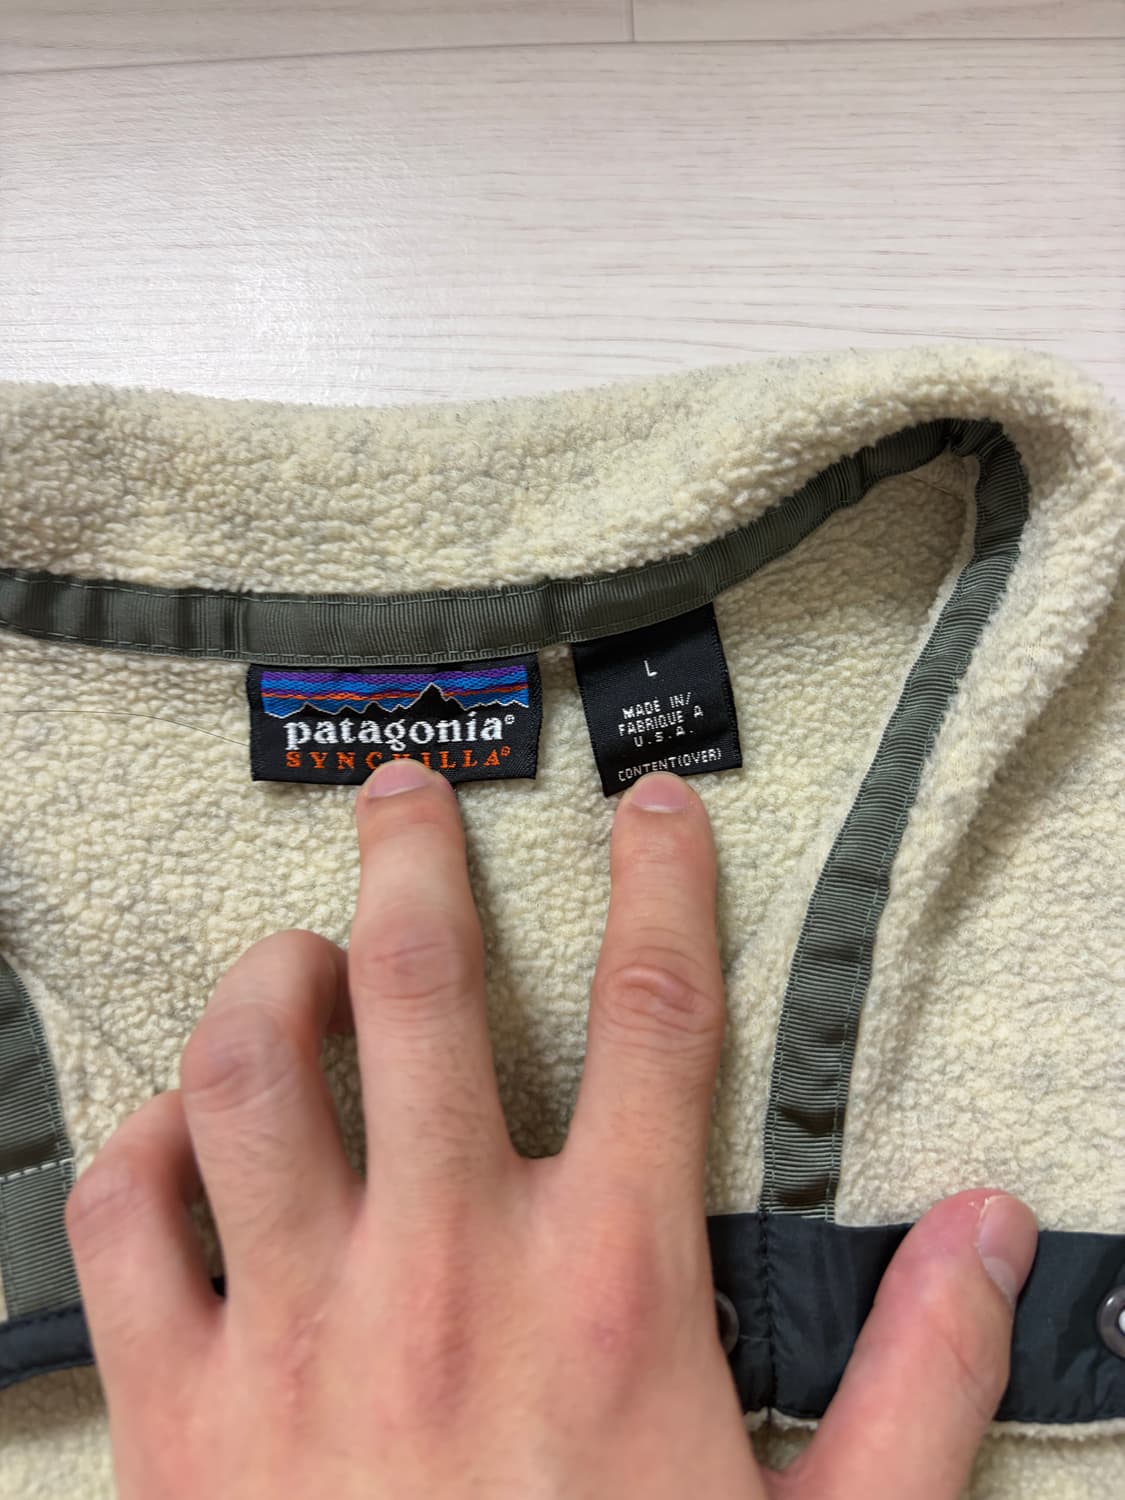 patagonia®
SYNCHILLA®
L
MADE IN/
FABRIQUE A
U.S.A.
CONTENT(OVER)